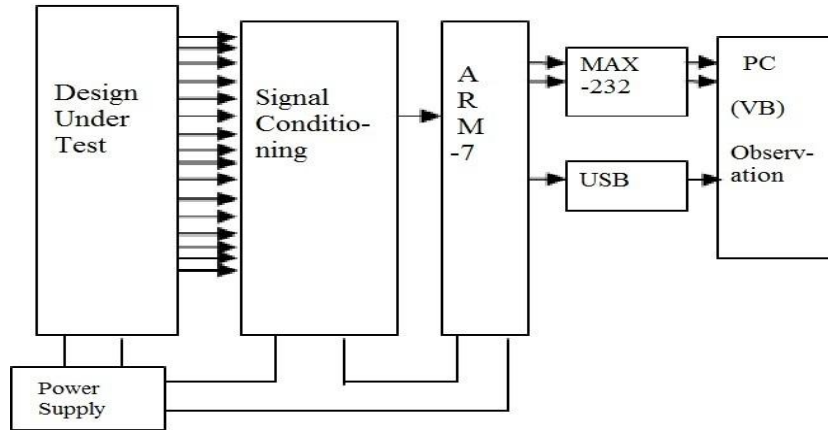 Design
Under
Test
Signal
Conditio-
ning
A
R
M
-7
MAX
-232
USB
PC
(VB)
Observ-
ation
Power
Supply